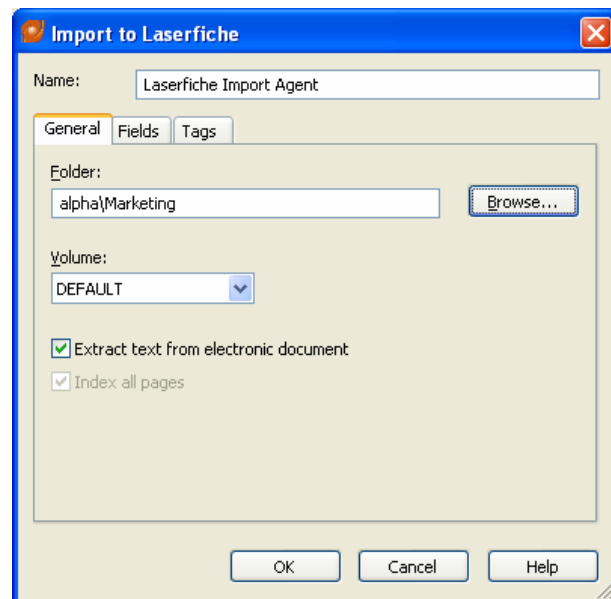 Import to Laserfiche
Name: Laserfiche Import Agent
General Fields Tags
Folder:
alpha\Marketing Browse...
Volume:
DEFAULT
Extract text from electronic document
Index all pages
OK Cancel Help